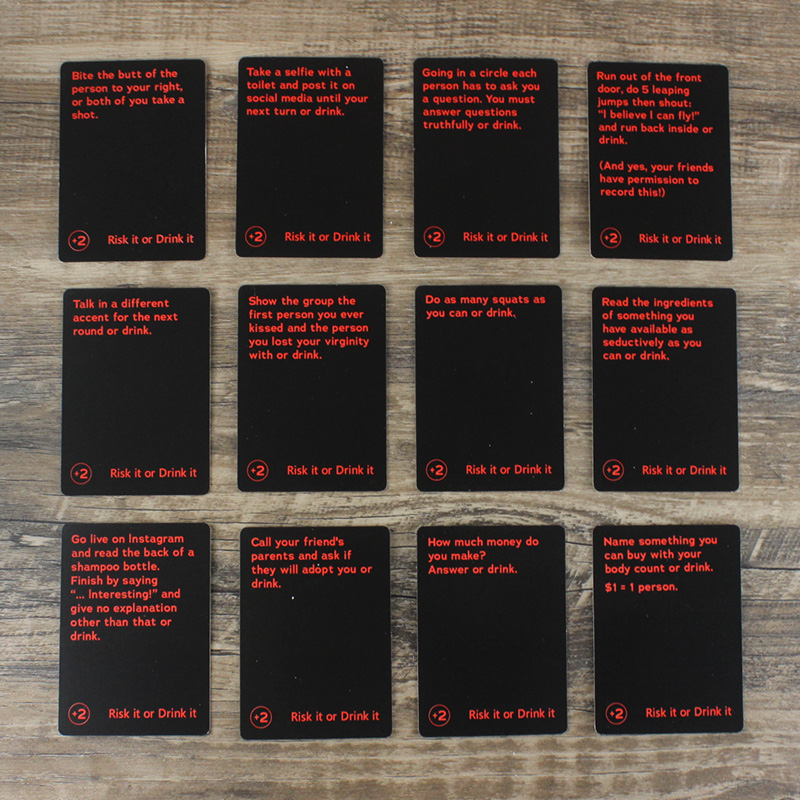 Bite the butt of the
person to your right,
or both of you take a
shot.
+2
Risk it or Drink it
Take a selfie with a
toilet and post it on
social media until your
next turn or drink.
+2
Risk it or Drink it
Going in a circle each
person has to ask you
a question. You must
answer questions
truthfully or drink.
+2
Risk it or Drink it
Run out of the front
door, do 5 leaping
jumps then shout:
“I believe I can fly!”
and run back inside or
drink.
(And yes, your friends
have permission to
record this!)
+2
Risk it or Drink it
Talk in a different
accent for the next
round or drink.
+2
Risk it or Drink it
Show the group the
first person you ever
kissed and the person
you lost your virginity
with or drink.
+2
Risk it or Drink it
Do as many squats as
you can or drink.
+2
Risk it or Drink it
Read the ingredients
of something you
have available as
seductively as you
can or drink.
+2
Risk it or Drink it
Go live on Instagram
and read the back of a
shampoo bottle.
Finish by saying
“... Interesting!” and
give no explanation
other than that or
drink.
+2
Risk it or Drink it
Call your friend's
parents and ask if
they will adopt you or
drink.
+2
Risk it or Drink it
How much money do
you make?
Answer or drink.
+2
Risk it or Drink it
Name something you
can buy with your
body count or drink.
$1 = 1 person.
+2
Risk it or Drink it